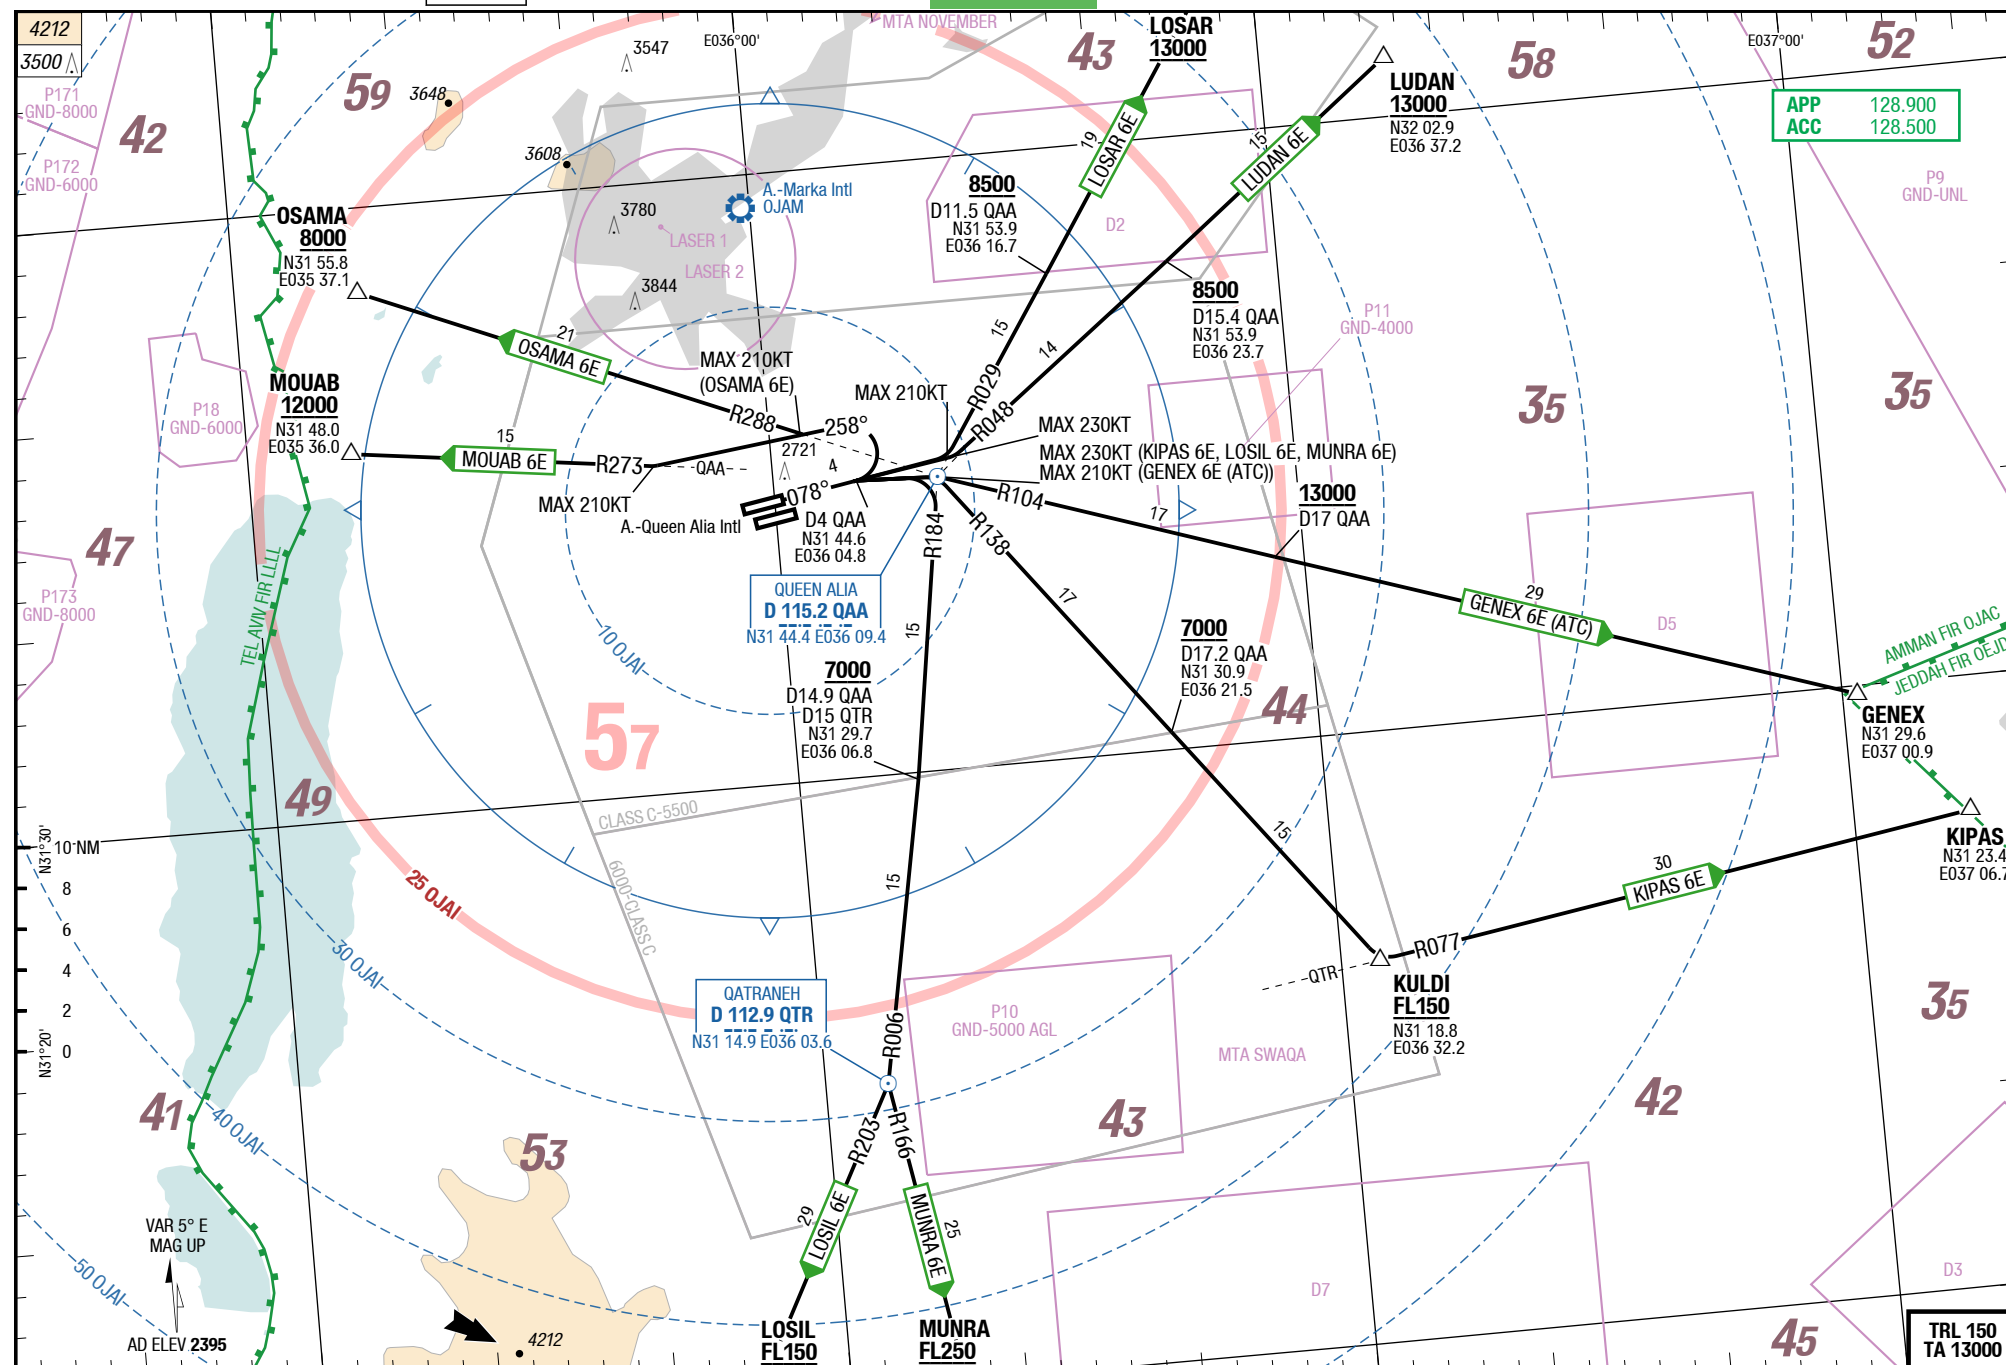 4212
3500
P171
GND-8000
42
P172
GND-6000
59
3648
3608
3547
E036°00'
MTA NOVEMBER
43
LOSAR
13000
LUDAN
13000
N32 02.9
E036 37.2
58
E037°00'
52
APP 128.900
ACC 128.500
P9
GND-UNL
OSAMA
8000
N31 55.8
E035 37.1
3780
LASER 1
LASER 2
3844
A.-Marka Intl
OJAM
8500
D11.5 QAA
N31 53.9
E036 16.7
19
LOSAR 6E
D2
15
LUDAN 6E
8500
D15.4 QAA
N31 53.9
E036 23.7
P11
GND-4000
21
OSAMA 6E
MAX 210KT
(OSAMA 6E)
MAX 210KT
15
14
R029
R048
MOUAB
12000
N31 48.0
E035 36.0
P18
GND-6000
15
MOUAB 6E
R273
QAA
R288
258°
2721
4
078°
MAX 210KT
A.-Queen Alia Intl
D4 QAA
N31 44.6
E036 04.8
MAX 230KT
MAX 230KT (KIPAS 6E, LOSIL 6E, MUNRA 6E)
MAX 210KT (GENEX 6E (ATC))
R104
17
13000
D17 QAA
35
35
R184
R138
17
47
P173
GND-8000
TEL AVIV FIR LLLL
QUEEN ALIA
D 115.2 QAA
N31 44.4 E036 09.4
10 OJAI
15
7000
D14.9 QAA
D15 QTR
N31 29.7
E036 06.8
7000
D17.2 QAA
N31 30.9
E036 21.5
29
GENEX 6E (ATC)
D5
AMMAN FIR OJAC
JEDDAH FIR OEJD
GENEX
N31 29.6
E037 00.9
44
57
49
CLASS C-5500
6000-CLASS C
25 OJAI
30 OJAI
40 OJAI
50 OJAI
N31°30'
10 NM
8
6
4
2
0
N31°20'
15
15
30
KIPAS 6E
KIPAS
N31 23.4
E037 06.7
R077
QTR
KULDI
FL150
N31 18.8
E036 32.2
QATRANEH
D 112.9 QTR
N31 14.9 E036 03.6
R006
P10
GND-5000 AGL
MTA SWAQA
35
41
53
43
42
R203
R166
29
LOSIL 6E
MUNRA 6E
25
VAR 5° E
MAG UP
AD ELEV 2395
4212
LOSIL
FL150
MUNRA
FL250
D7
D3
45
TRL 150
TA 13000